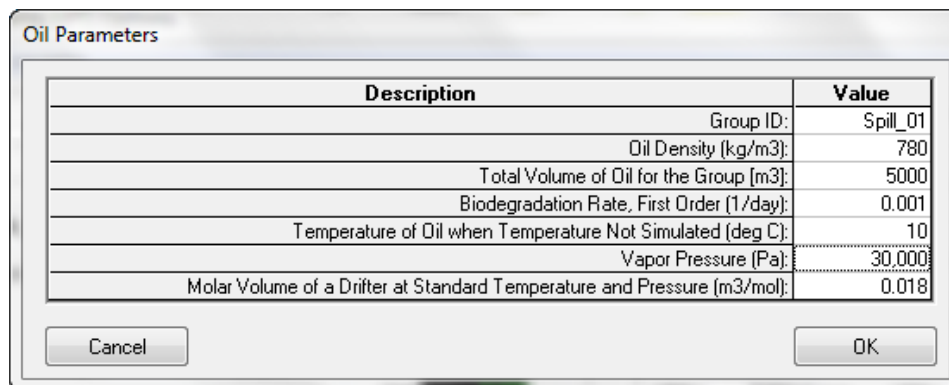 Oil Parameters
Description Value
Group ID: Spill_01
Oil Density (kg/m3): 780
Total Volume of Oil for the Group [m3]: 5000
Biodegradation Rate, First Order (1/day): 0.001
Temperature of Oil when Temperature Not Simulated (deg C): 10
Vapor Pressure (Pa): 30,000
Molar Volume of a Drifter at Standard Temperature and Pressure (m3/mol): 0.018
Cancel OK